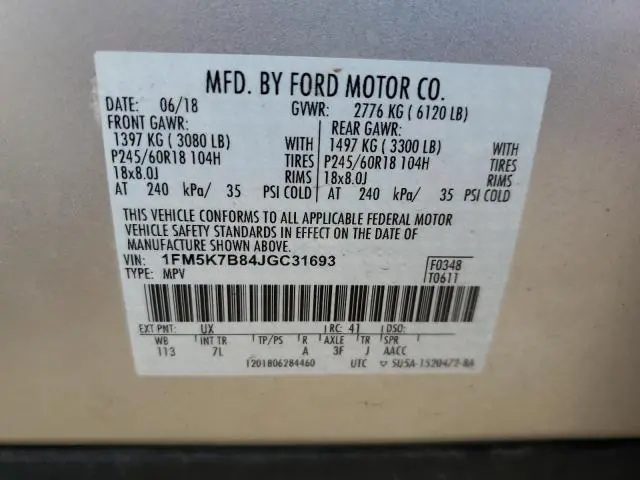 MFD. BY FORD MOTOR CO.
DATE: 06/18 GVWR: 2776 KG ( 6120 LB)
FRONT GAWR: REAR GAWR:
1397 KG ( 3080 LB) WITH 1497 KG ( 3300 LB) WITH
P245/60R18 104H TIRES P245/60R18 104H TIRES
18x8.0J RIMS 18x8.0J RIMS
AT 240 kPa/ 35 PSI COLD AT 240 kPa/ 35 PSI COLD
THIS VEHICLE CONFORMS TO ALL APPLICABLE FEDERAL MOTOR
VEHICLE SAFETY STANDARDS IN EFFECT ON THE DATE OF
MANUFACTURE SHOWN ABOVE.
VIN: 1FM5K7B84JGC31693 F0348
TYPE: MPV T0611
EXT PNT: UX RC: 41 DSO:
WB INT TR TP/PS R AXLE TR SPR
113 7L A 3F J AACC
1201806284460 UTC ▽ SU5A-1520472-BA